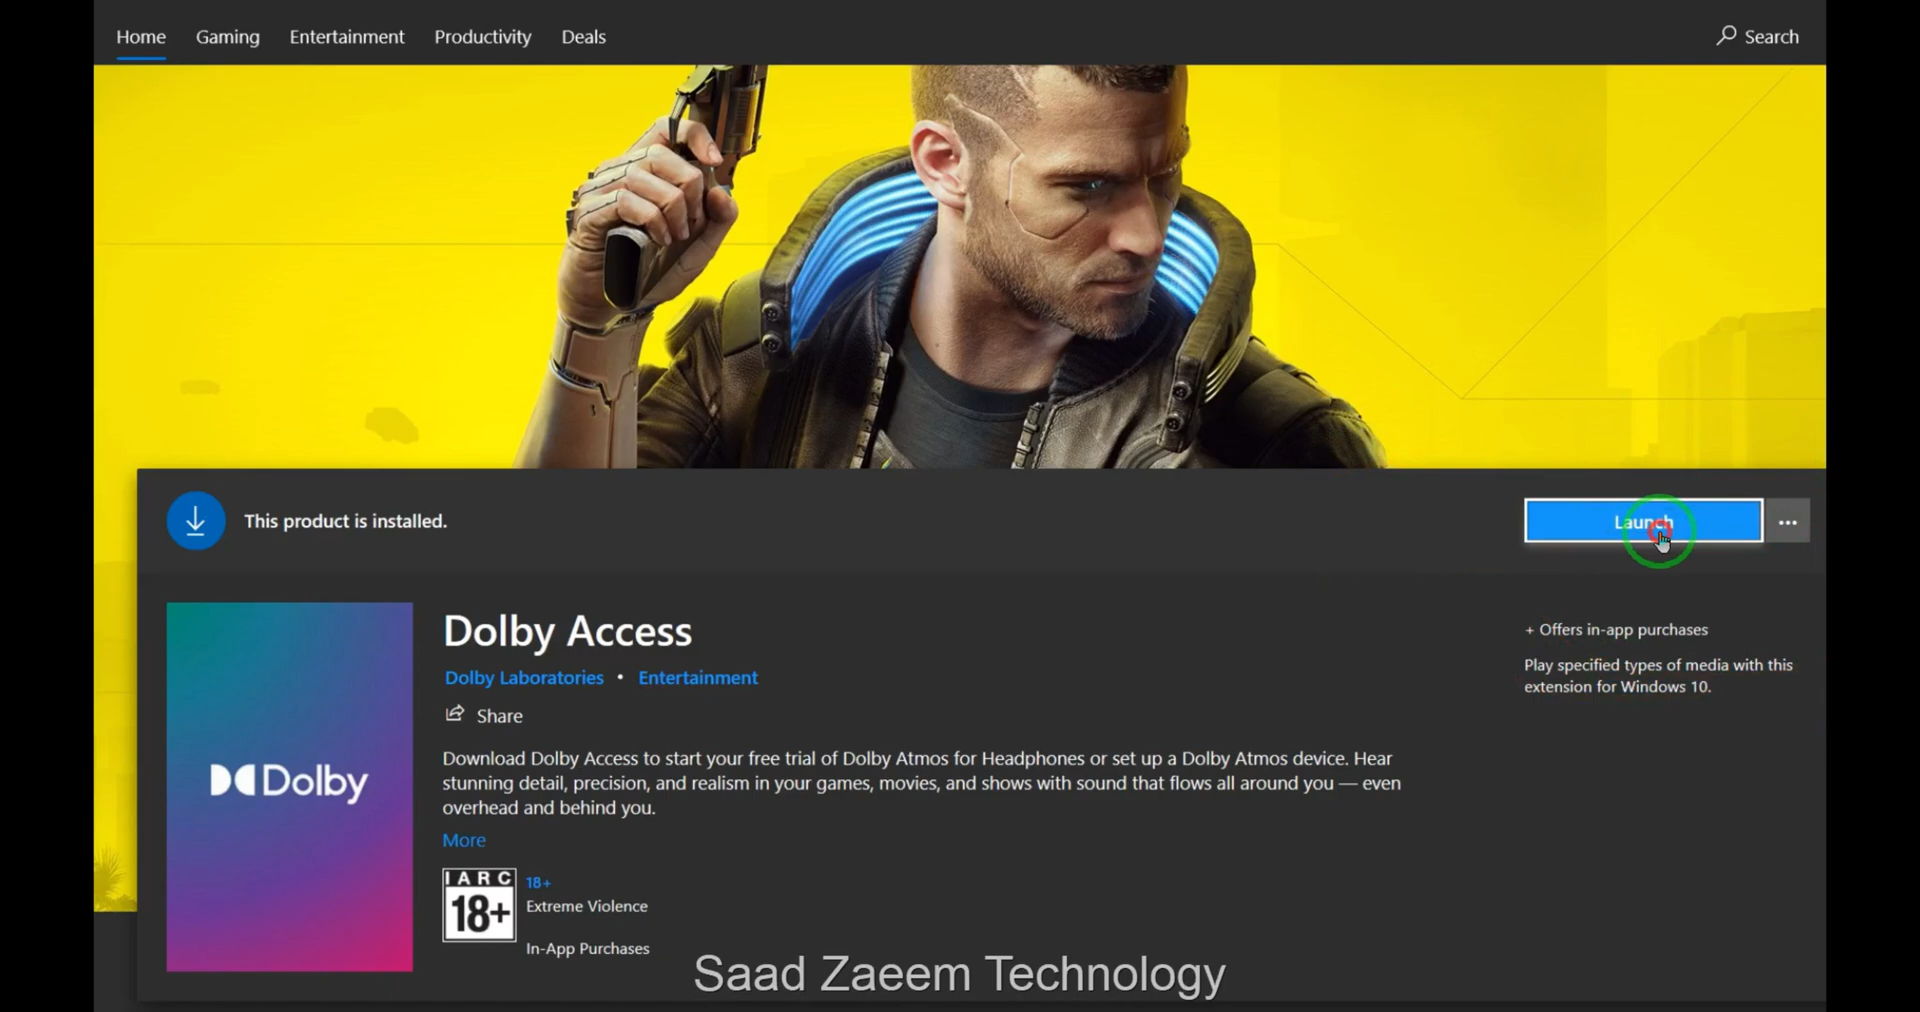 Home Gaming Entertainment Productivity Deals Search
This product is installed.
Launch ...
Dolby
Dolby Access
Dolby Laboratories • Entertainment
Share
Download Dolby Access to start your free trial of Dolby Atmos for Headphones or set up a Dolby Atmos device. Hear
stunning detail, precision, and realism in your games, movies, and shows with sound that flows all around you — even
overhead and behind you.
More
+ Offers in-app purchases
Play specified types of media with this
extension for Windows 10.
IARC
18+
18+
Extreme Violence
In-App Purchases
Saad Zaeem Technology